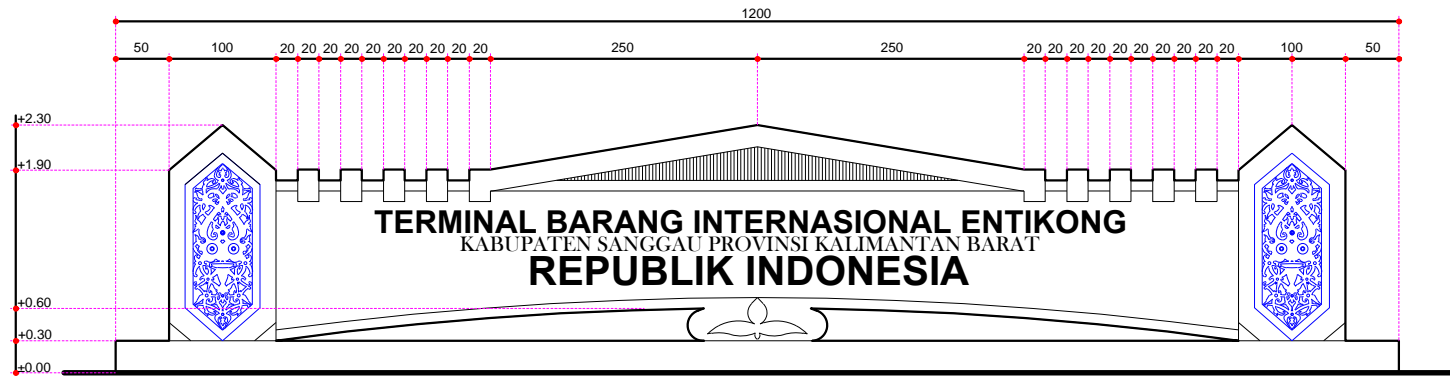 1200
50 100 20 20 20 20 20 20 20 20 20 20 250 250 20 20 20 20 20 20 20 20 20 20 100 50
+2.30
+1.90
TERMINAL BARANG INTERNASIONAL ENTIKONG
KABUPATEN SANGGAU PROVINSI KALIMANTAN BARAT
REPUBLIK INDONESIA
+0.60
+0.30
±0.00